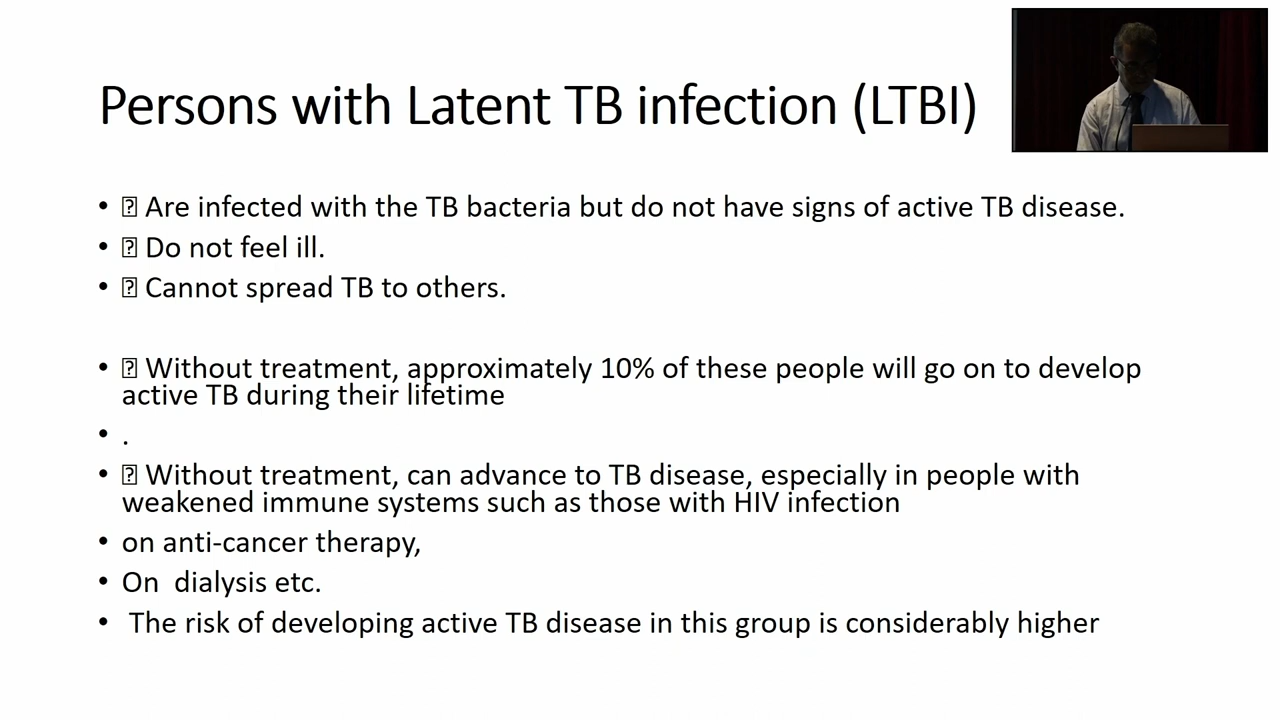 Persons with Latent TB infection (LTBI)
• ⍰ Are infected with the TB bacteria but do not have signs of active TB disease.
• ⍰ Do not feel ill.
• ⍰ Cannot spread TB to others.
• ⍰ Without treatment, approximately 10% of these people will go on to develop
active TB during their lifetime
• .
• ⍰ Without treatment, can advance to TB disease, especially in people with
weakened immune systems such as those with HIV infection
• on anti-cancer therapy,
• On  dialysis etc.
• The risk of developing active TB disease in this group is considerably higher